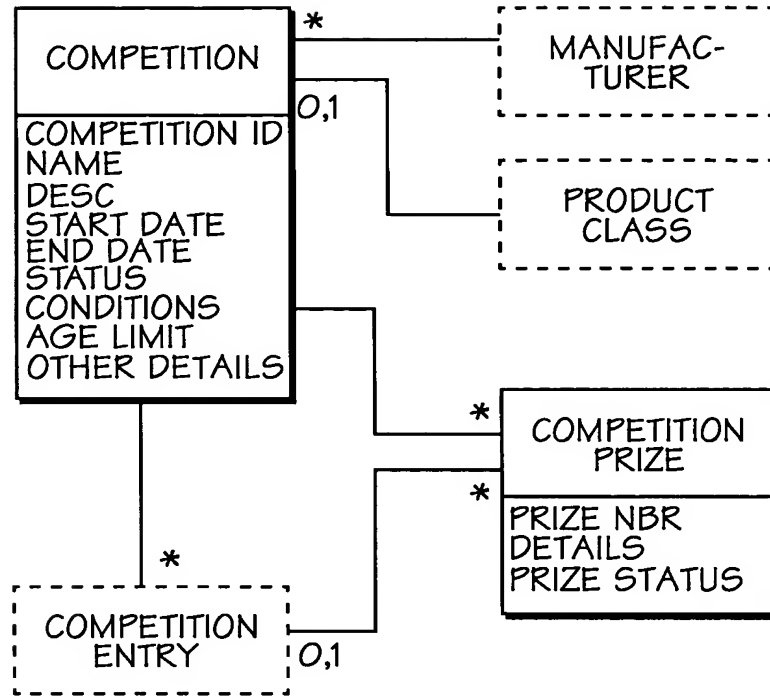 COMPETITION
*
0,1
COMPETITION ID
NAME
DESC
START DATE
END DATE
STATUS
CONDITIONS
AGE LIMIT
OTHER DETAILS
MANUFAC-
TURER
PRODUCT
CLASS
*
COMPETITION
PRIZE
*
PRIZE NBR
DETAILS
PRIZE STATUS
*
COMPETITION
ENTRY
0,1